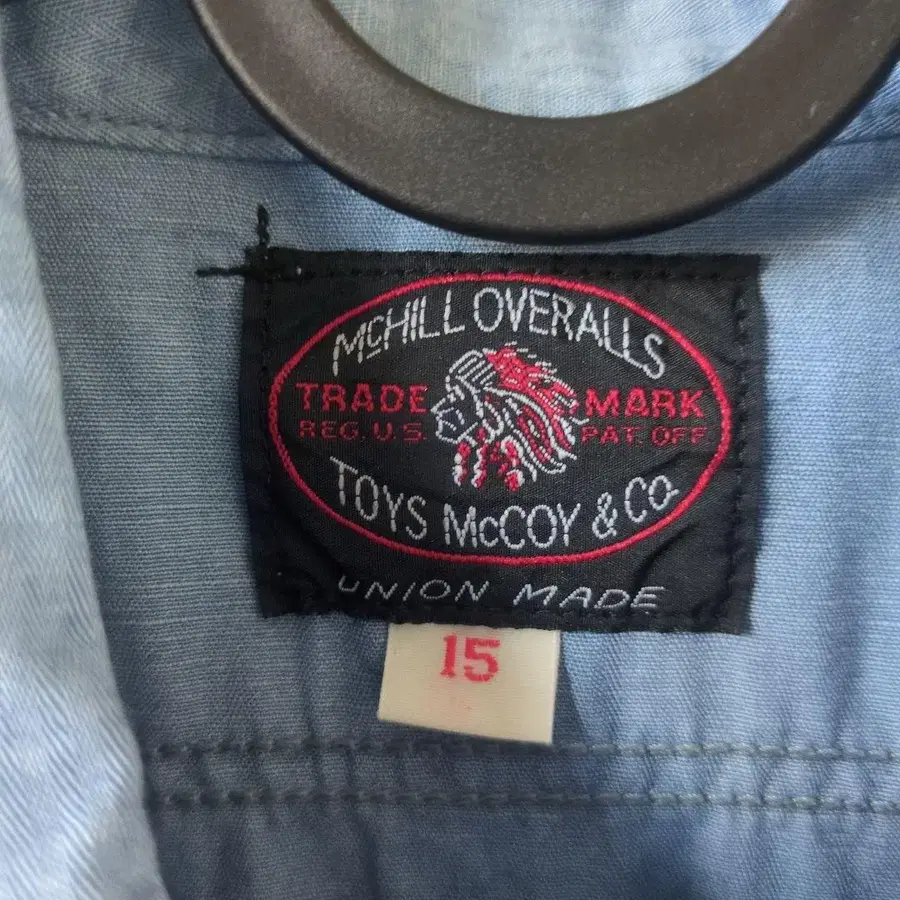 McHILL OVERALLS
TRADE MARK
REG. U.S. PAT. OFF.
TOYS McCOY & Co.
UNION MADE
15